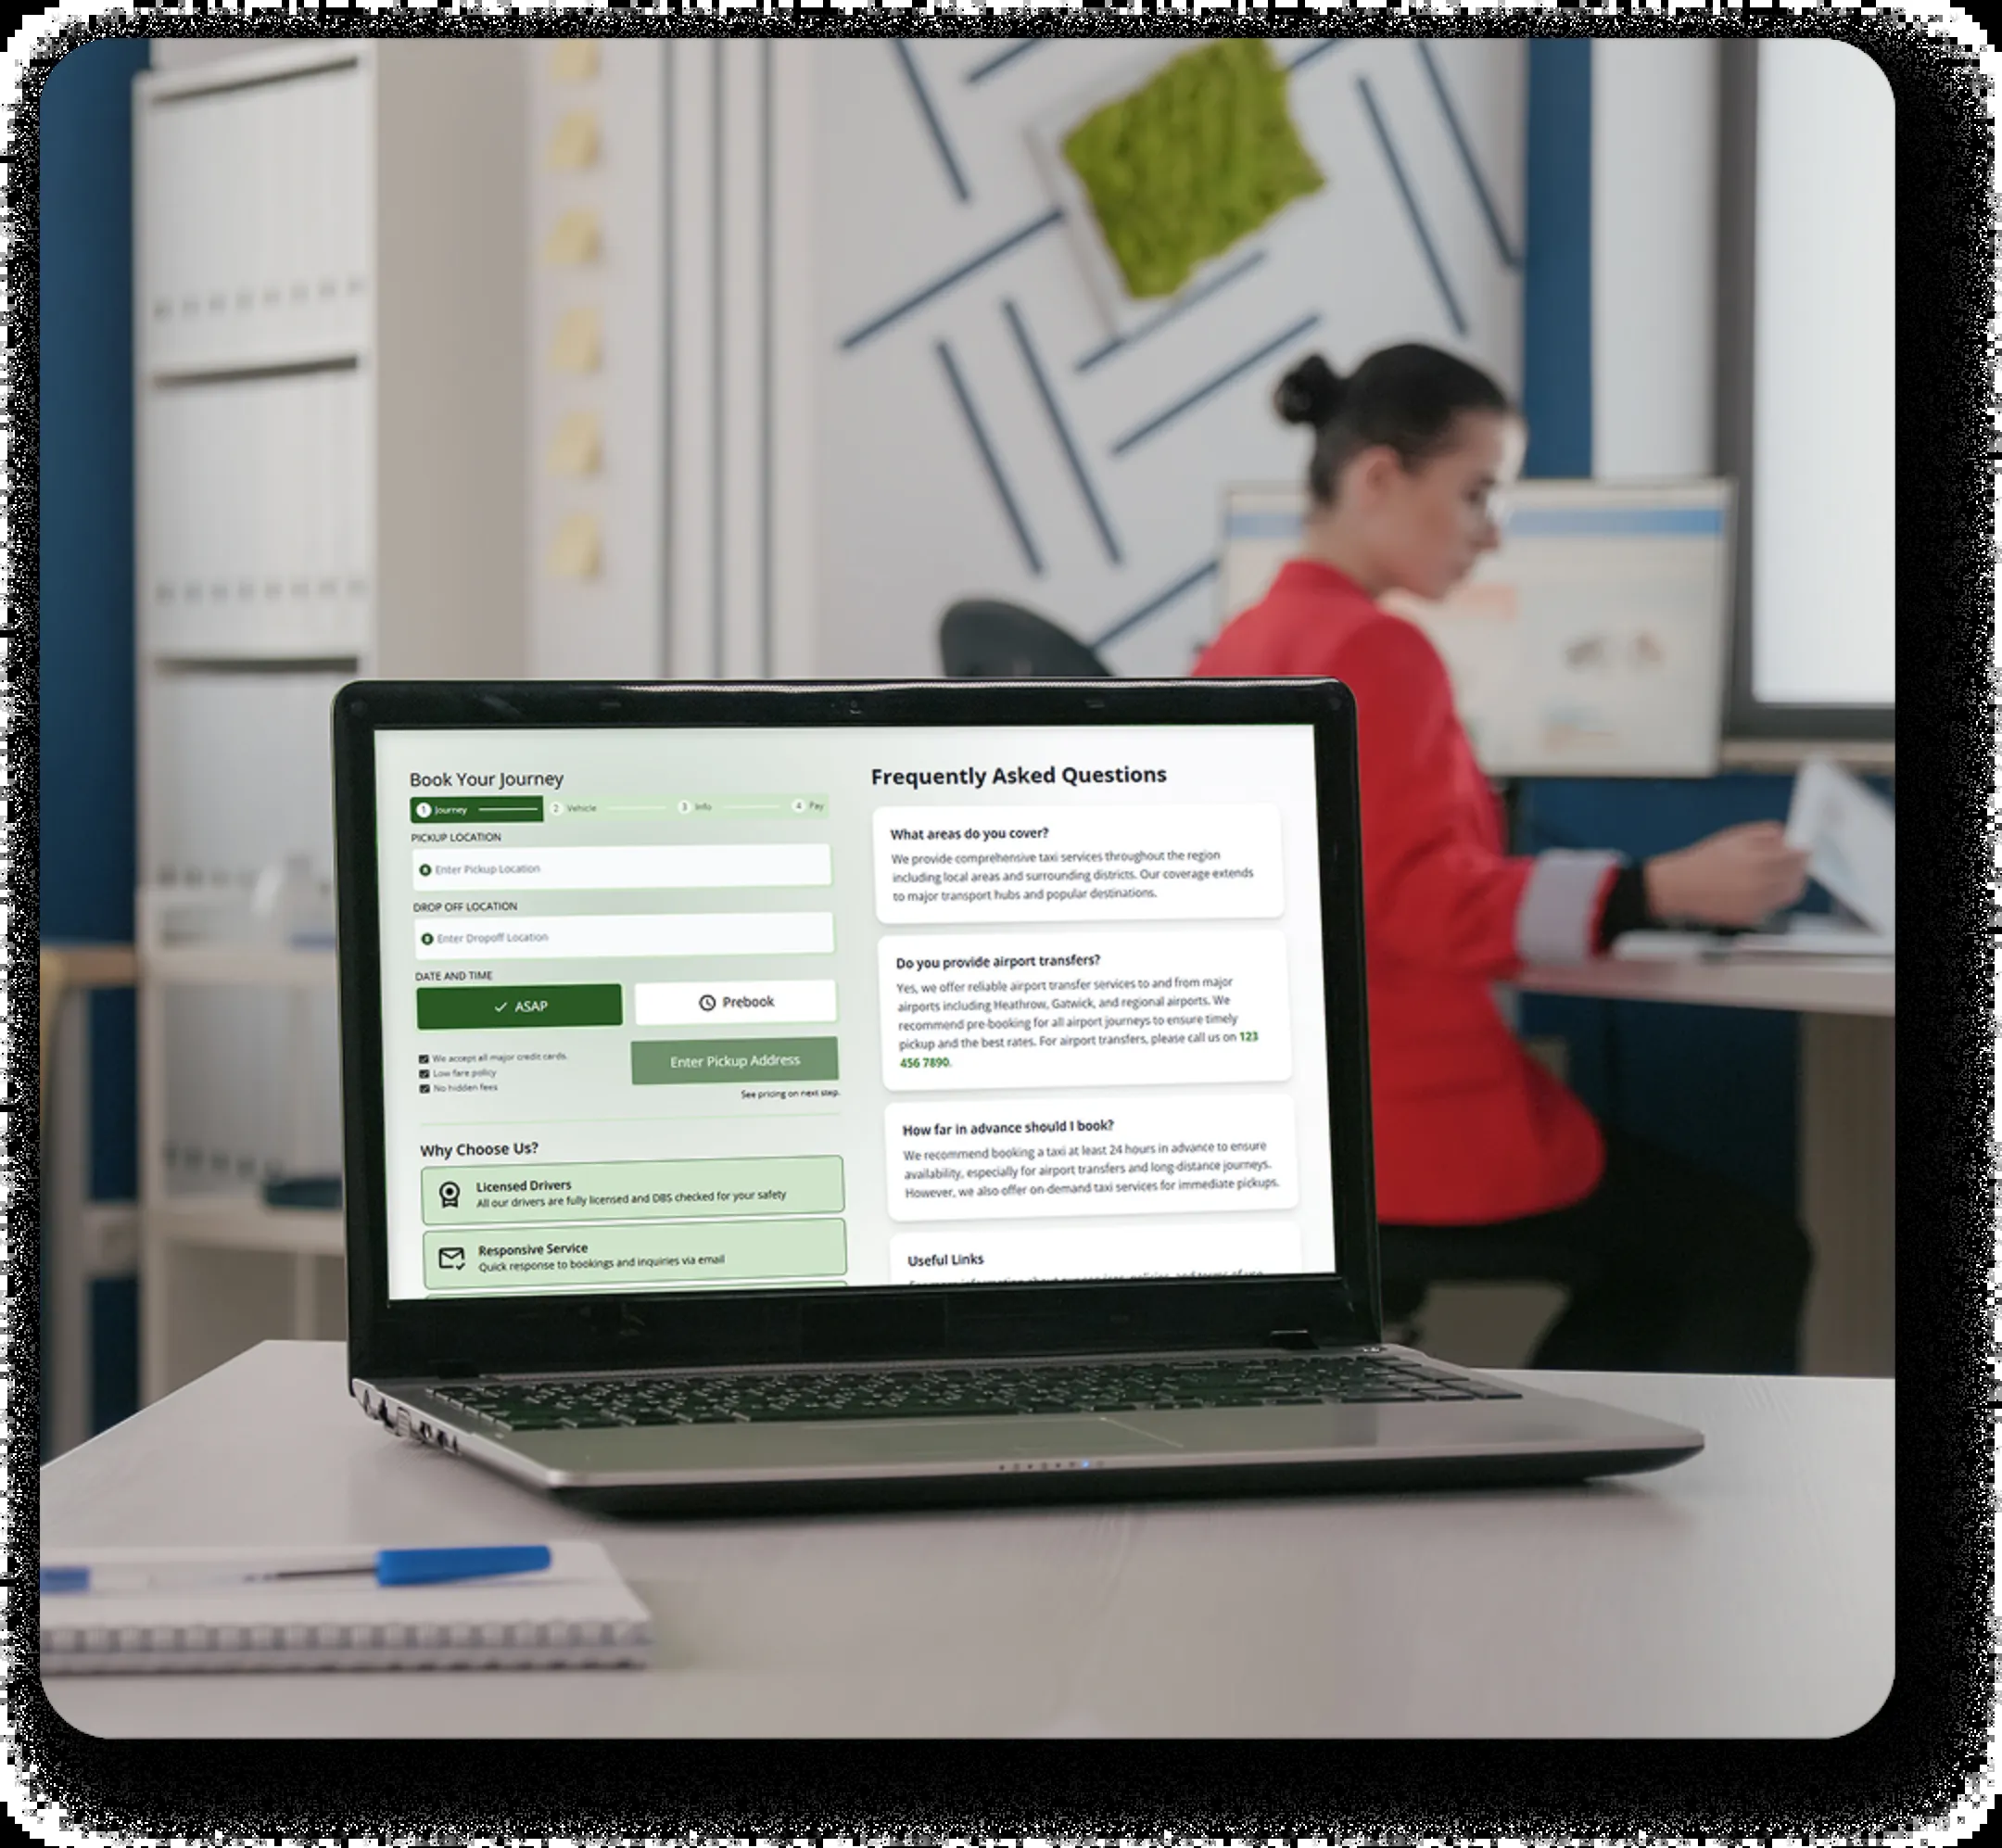 Book Your Journey
1 Journey 2 Vehicle 3 Info 4 Pay
PICKUP LOCATION
Enter Pickup Location
DROP OFF LOCATION
Enter Dropoff Location
DATE AND TIME
ASAP
Prebook
We accept all major credit cards.
Low fare policy
No hidden fees
Enter Pickup Address
See pricing on next step.
Why Choose Us?
Licensed Drivers
All our drivers are fully licensed and DBS checked for your safety
Responsive Service
Quick response to bookings and inquiries via email
Frequently Asked Questions
What areas do you cover?
We provide comprehensive taxi services throughout the region
including local areas and surrounding districts. Our coverage extends
to major transport hubs and popular destinations.
Do you provide airport transfers?
Yes, we offer reliable airport transfer services to and from major
airports including Heathrow, Gatwick, and regional airports. We
recommend pre-booking for all airport journeys to ensure timely
pickup and the best rates. For airport transfers, please call us on 123
456 7890.
How far in advance should I book?
We recommend booking a taxi at least 24 hours in advance to ensure
availability, especially for airport transfers and long-distance journeys.
However, we also offer on-demand taxi services for immediate pickups.
Useful Links